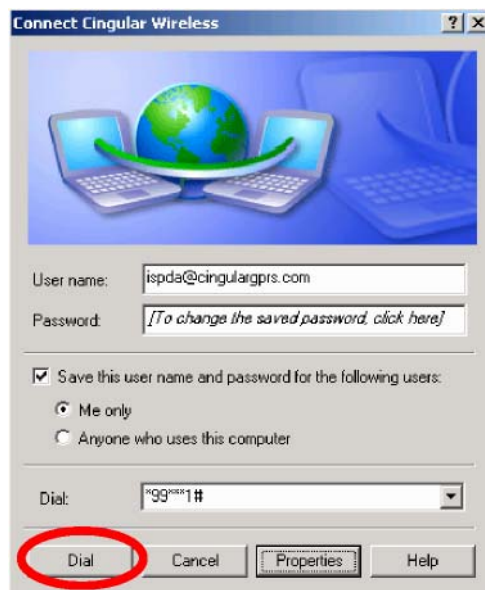 Connect Cingular Wireless
User name: ispda@cingulargprs.com
Password: [To change the saved password, click here]
Save this user name and password for the following users:
Me only
Anyone who uses this computer
Dial: *99***1#
Dial Cancel Properties Help